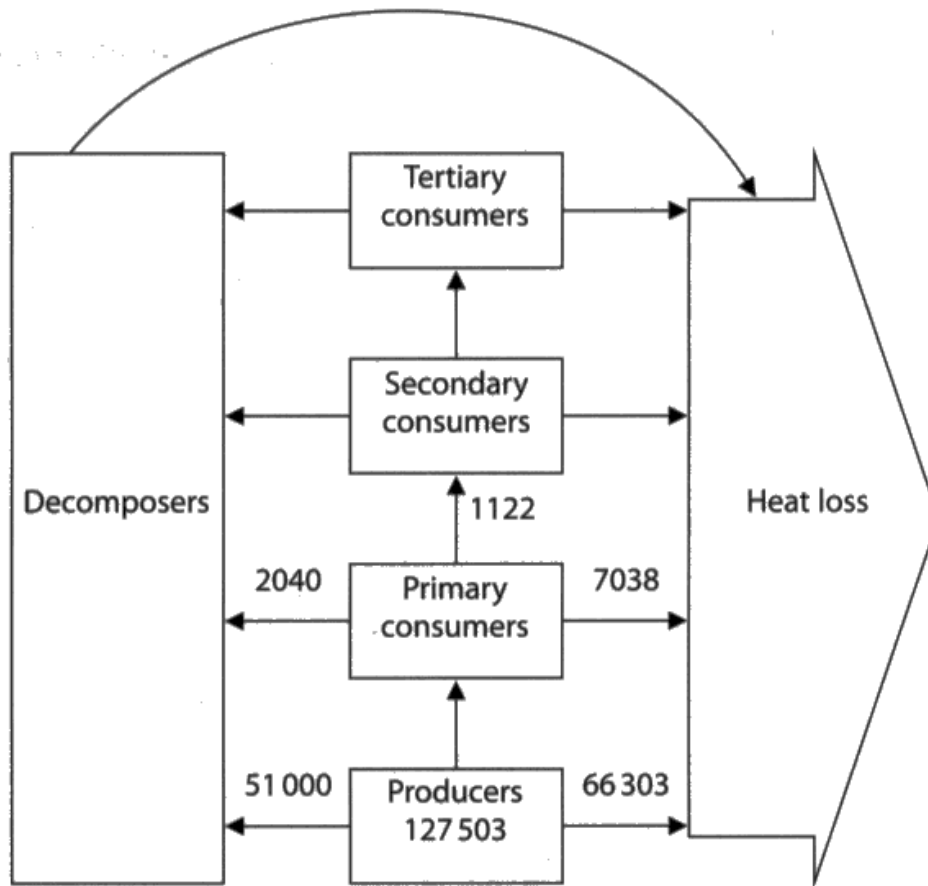 Tertiary
consumers
Secondary
consumers
Decomposers
Heat loss
1122
2040
Primary
consumers
7038
51 000
Producers
127 503
66 303